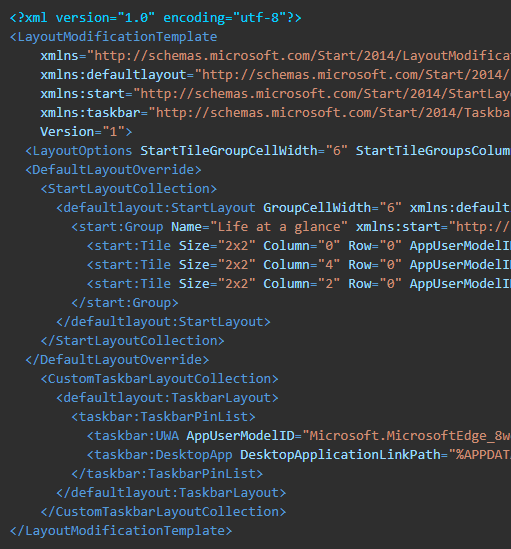 <?xml version="1.0" encoding="utf-8"?>
<LayoutModificationTemplate
xmlns="http://schemas.microsoft.com/Start/2014/LayoutModifica
xmlns:defaultlayout="http://schemas.microsoft.com/Start/2014/
xmlns:start="http://schemas.microsoft.com/Start/2014/StartLay
xmlns:taskbar="http://schemas.microsoft.com/Start/2014/Taskba
Version="1">
<LayoutOptions StartTileGroupCellWidth="6" StartTileGroupsColum
<DefaultLayoutOverride>
<StartLayoutCollection>
<defaultlayout:StartLayout GroupCellWidth="6" xmlns:default
<start:Group Name="Life at a glance" xmlns:start="http://
<start:Tile Size="2x2" Column="0" Row="0" AppUserModelI
<start:Tile Size="2x2" Column="4" Row="0" AppUserModelI
<start:Tile Size="2x2" Column="2" Row="0" AppUserModelI
</start:Group>
</defaultlayout:StartLayout>
</StartLayoutCollection>
</DefaultLayoutOverride>
<CustomTaskbarLayoutCollection>
<defaultlayout:TaskbarLayout>
<taskbar:TaskbarPinList>
<taskbar:UWA AppUserModelID="Microsoft.MicrosoftEdge_8w
<taskbar:DesktopApp DesktopApplicationLinkPath="%APPDAT
</taskbar:TaskbarPinList>
</defaultlayout:TaskbarLayout>
</CustomTaskbarLayoutCollection>
</LayoutModificationTemplate>